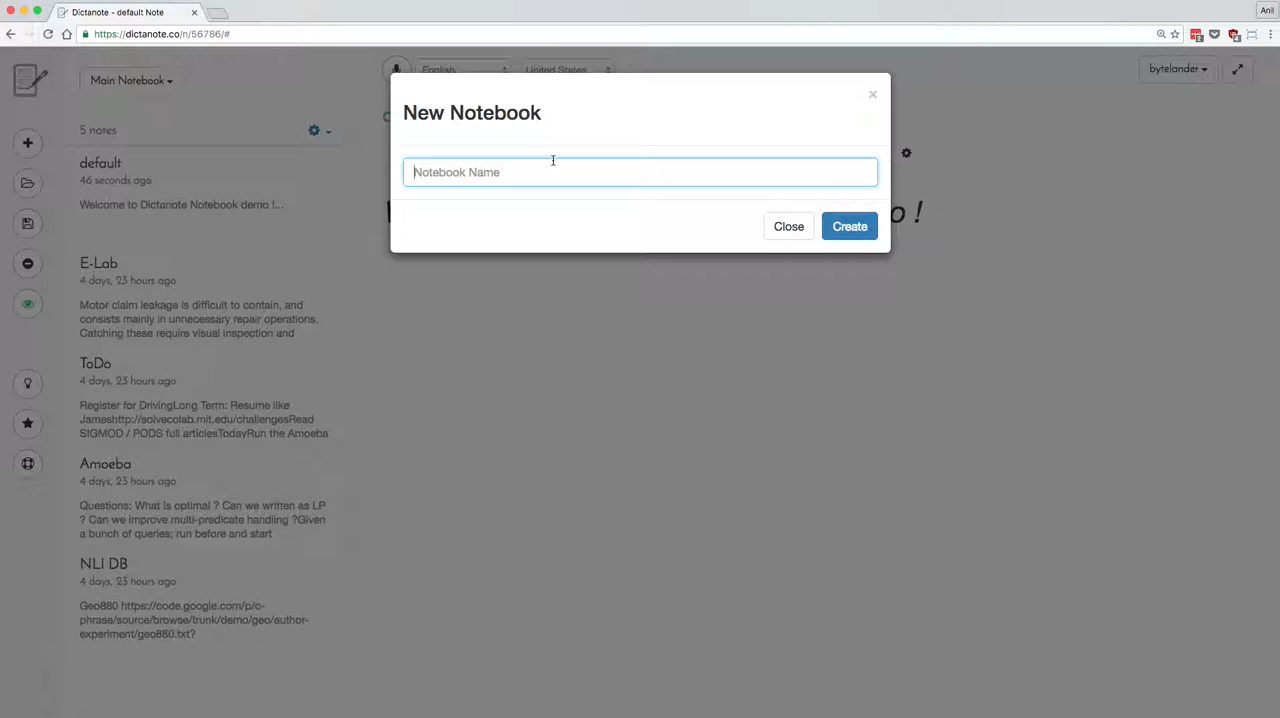 Dictanote - default Note
Anil
https://dictanote.co/n/56786/#
Main Notebook
English
United States
bytelander
New Notebook
Notebook Name
Close
Create
5 notes
default
46 seconds ago
Welcome to Dictanote Notebook demo !...
o !
E-Lab
4 days, 23 hours ago
Motor claim leakage is difficult to contain, and
consists mainly in unnecessary repair operations.
Catching these require visual inspection and
ToDo
4 days, 23 hours ago
Register for DrivingLong Term: Resume like
Jameshttp://solvecolab.mit.edu/challengesRead
SIGMOD / PODS full articlesTodayRun the Amoeba
Amoeba
4 days, 23 hours ago
Questions: What is optimal ? Can we written as LP
? Can we improve multi-predicate handling ?Given
a bunch of queries; run before and start
NLI DB
4 days, 23 hours ago
Geo880 https://code.google.com/p/c-
phrase/source/browse/trunk/demo/geo/author-
experiment/geo880.txt?